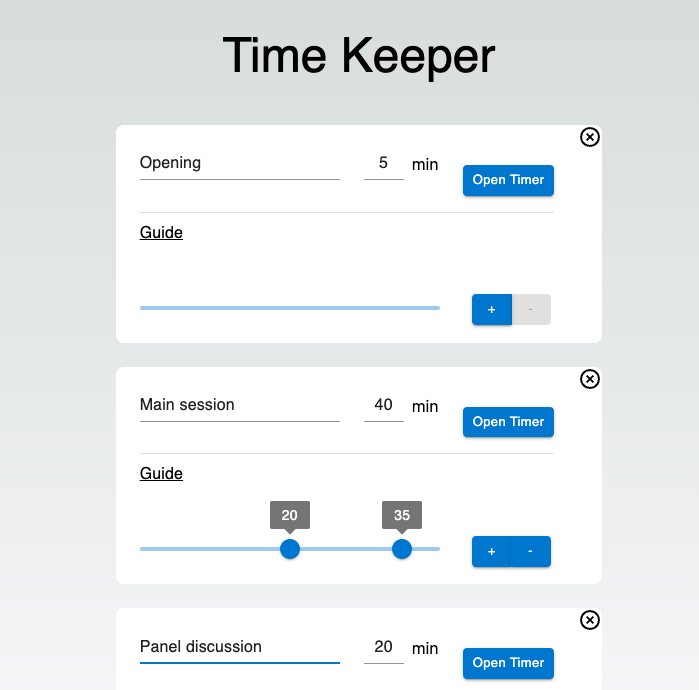 Time Keeper
Opening 5 min Open Timer
Guide
+ -
Main session 40 min Open Timer
Guide
20 35
+ -
Panel discussion 20 min Open Timer